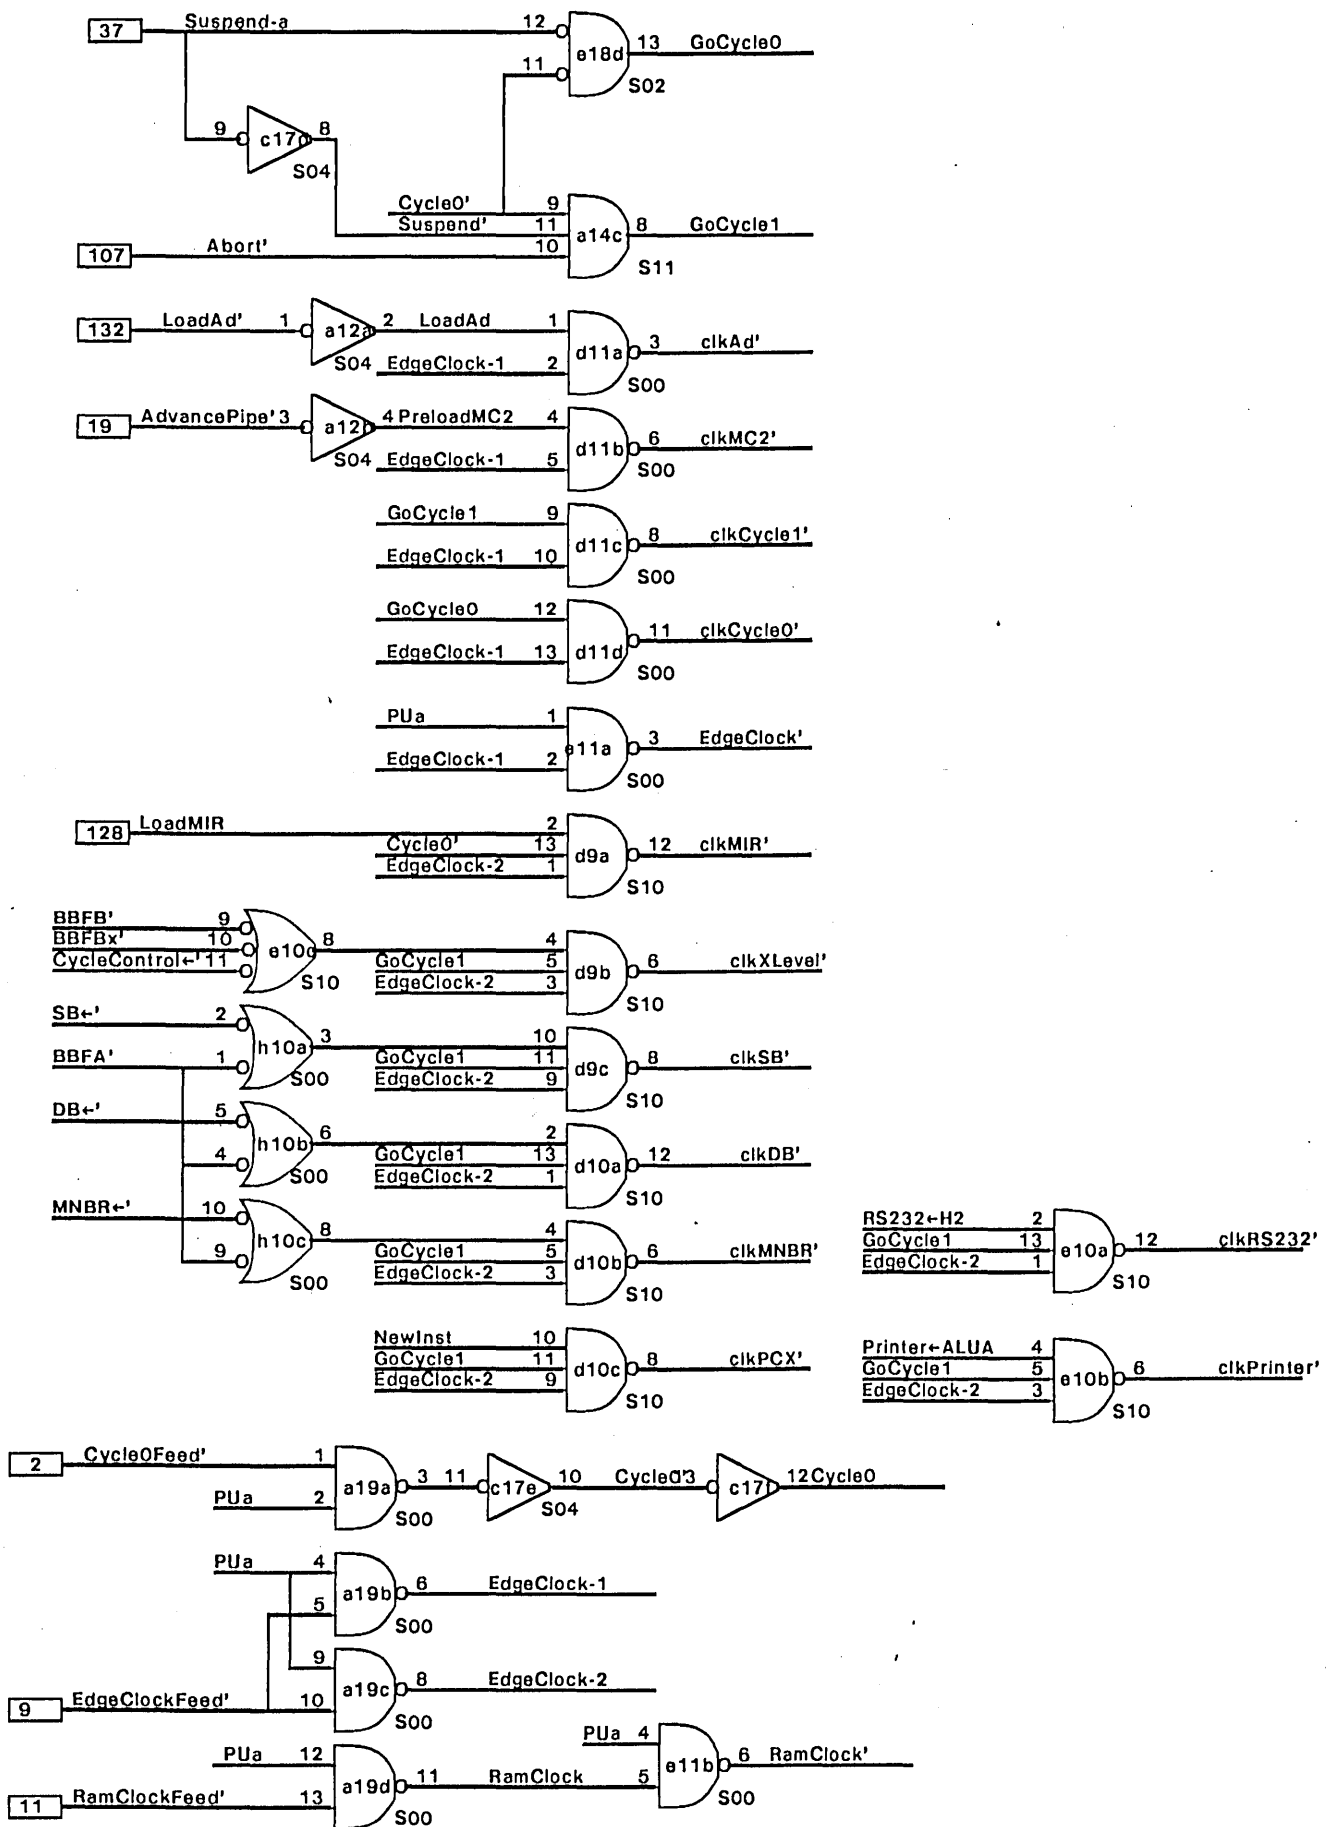 37 Suspend-a 12 e18d 13 GoCycle0
11 S02
9 c17d 8
S04
Cycle0' 9
Suspend' 11 a14c 8 GoCycle1
107 Abort' 10
S11
132 LoadAd' 1 a12a 2 LoadAd 1 d11a 3 clkAd'
S04 EdgeClock-1 2 S00
19 AdvancePipe' 3 a12b 4 PreloadMC2 4 d11b 6 clkMC2'
S04 EdgeClock-1 5 S00
GoCycle1 9 d11c 8 clkCycle1'
EdgeClock-1 10 S00
GoCycle0 12 d11d 11 clkCycle0'
EdgeClock-1 13 S00
PUa 1 e11a 3 EdgeClock'
EdgeClock-1 2 S00
128 LoadMIR 2
Cycle0' 13 d9a 12 clkMIR'
EdgeClock-2 1 S10
BBFB' 9
BBFBx' 10 e10c 8 4
CycleControl←' 11 S10 GoCycle1 5 d9b 6 clkXLevel'
EdgeClock-2 3 S10
SB←' 2 h10a 3 10
BBFA' 1 S00 GoCycle1 11 d9c 8 clkSB'
EdgeClock-2 9 S10
DB←' 5 h10b 6 2
4 S00 GoCycle1 13 d10a 12 clkDB'
EdgeClock-2 1 S10
MNBR←' 10 h10c 8 4
9 S00 GoCycle1 5 d10b 6 clkMNBR'
EdgeClock-2 3 S10
RS232←H2 2
GoCycle1 13 e10a 12 clkRS232'
EdgeClock-2 1 S10
NewInst 10
GoCycle1 11 d10c 8 clkPCX'
EdgeClock-2 9 S10
Printer←ALUA 4
GoCycle1 5 e10b 6 clkPrinter'
EdgeClock-2 3 S10
2 Cycle0Feed' 1 a19a 3 11 c17e 10 Cycle0' 3 c17f 12 Cycle0
PUa 2 S00 S04
PUa 4 a19b 6 EdgeClock-1
5 S00
9 a19c 8 EdgeClock-2
9 EdgeClockFeed' 10 S00
PUa 12 a19d 11 RamClock 5
11 RamClockFeed' 13 S00
PUa 4 e11b 6 RamClock'
S00